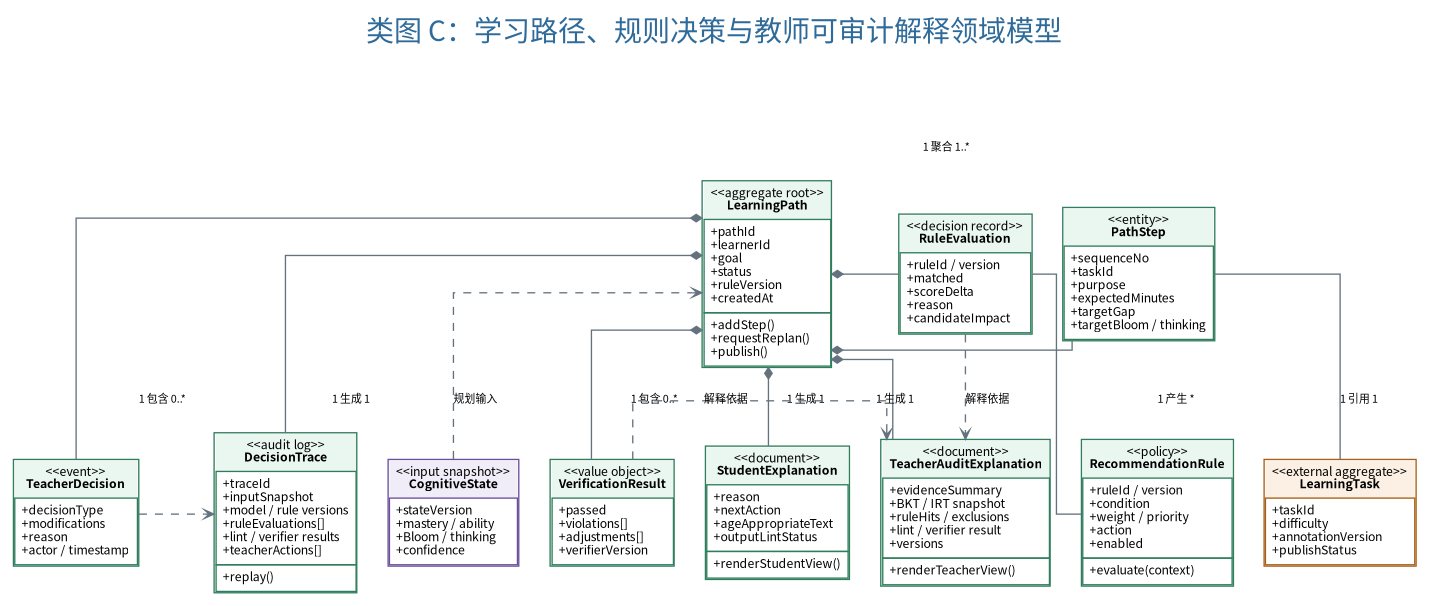 类图 C：学习路径、规则决策与教师可审计解释领域模型
1 聚合 1..*
<<aggregate root>>
LearningPath
+pathId
+learnerId
+goal
+status
+ruleVersion
+createdAt
+addStep()
+requestReplan()
+publish()
<<decision record>>
RuleEvaluation
+ruleId / version
+matched
+scoreDelta
+reason
+candidateImpact
<<entity>>
PathStep
+sequenceNo
+taskId
+purpose
+expectedMinutes
+targetGap
+targetBloom / thinking
1 包含 0..*
1 生成 1
规划输入
1 包含 0..*
解释依据
1 生成 1
1 生成 1
解释依据
1 产生 *
1 引用 1
<<event>>
TeacherDecision
+decisionType
+modifications
+reason
+actor / timestamp
<<audit log>>
DecisionTrace
+traceId
+inputSnapshot
+model / rule versions
+ruleEvaluations[]
+lint / verifier results
+teacherActions[]
+replay()
<<input snapshot>>
CognitiveState
+stateVersion
+mastery / ability
+Bloom / thinking
+confidence
<<value object>>
VerificationResult
+passed
+violations[]
+adjustments[]
+verifierVersion
<<document>>
StudentExplanation
+reason
+nextAction
+ageAppropriateText
+outputLintStatus
+renderStudentView()
<<document>>
TeacherAuditExplanation
+evidenceSummary
+BKT / IRT snapshot
+ruleHits / exclusions
+lint / verifier result
+versions
+renderTeacherView()
<<policy>>
RecommendationRule
+ruleId / version
+condition
+weight / priority
+action
+enabled
+evaluate(context)
<<external aggregate>>
LearningTask
+taskId
+difficulty
+annotationVersion
+publishStatus